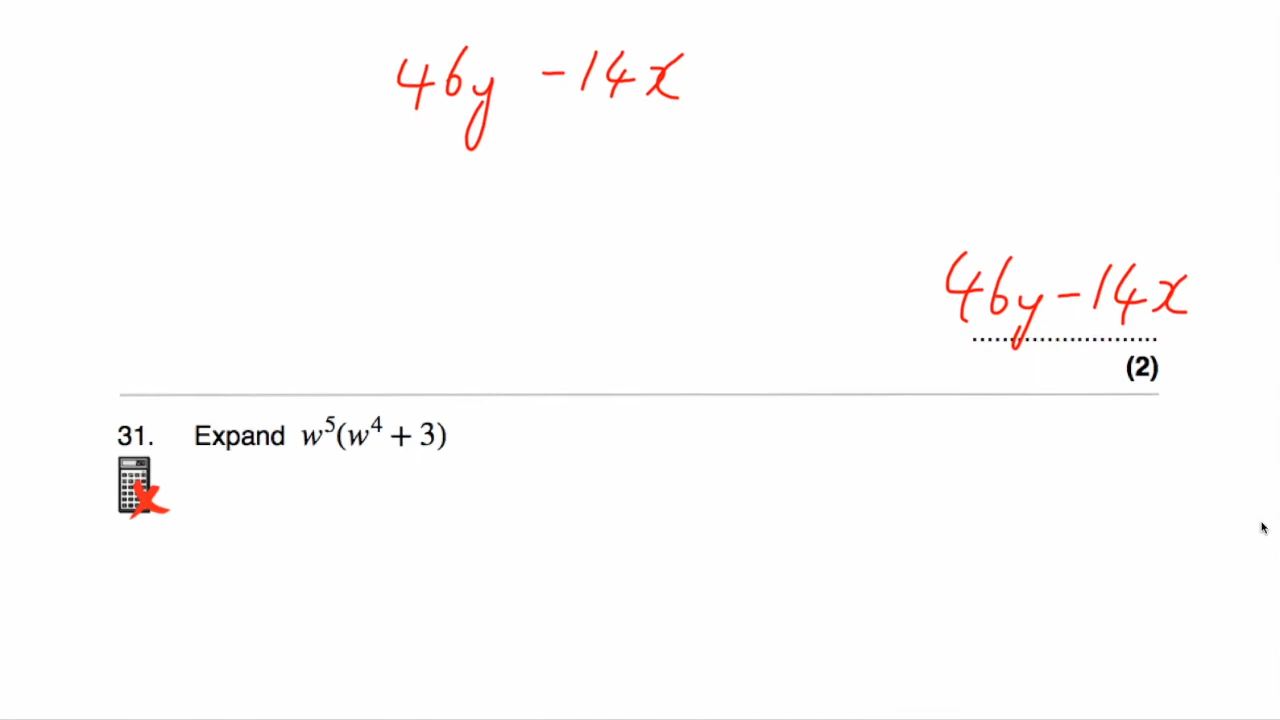 46y - 14x
46y - 14x
(2)
31. Expand w⁵(w⁴ + 3)